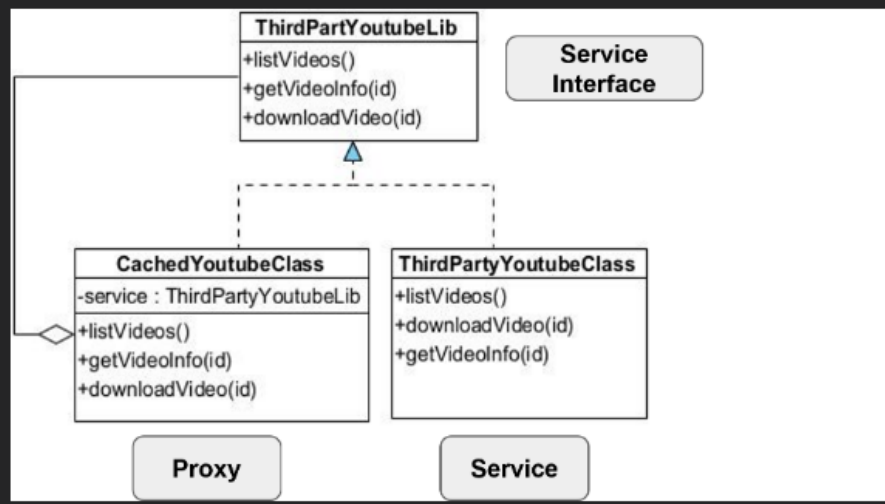 ThirdPartYoutubeLib
+listVideos()
+getVideoInfo(id)
+downloadVideo(id)
Service
Interface
CachedYoutubeClass
-service : ThirdPartyYoutubeLib
+listVideos()
+getVideoInfo(id)
+downloadVideo(id)
ThirdPartyYoutubeClass
+listVideos()
+downloadVideo(id)
+getVideoInfo(id)
Proxy
Service